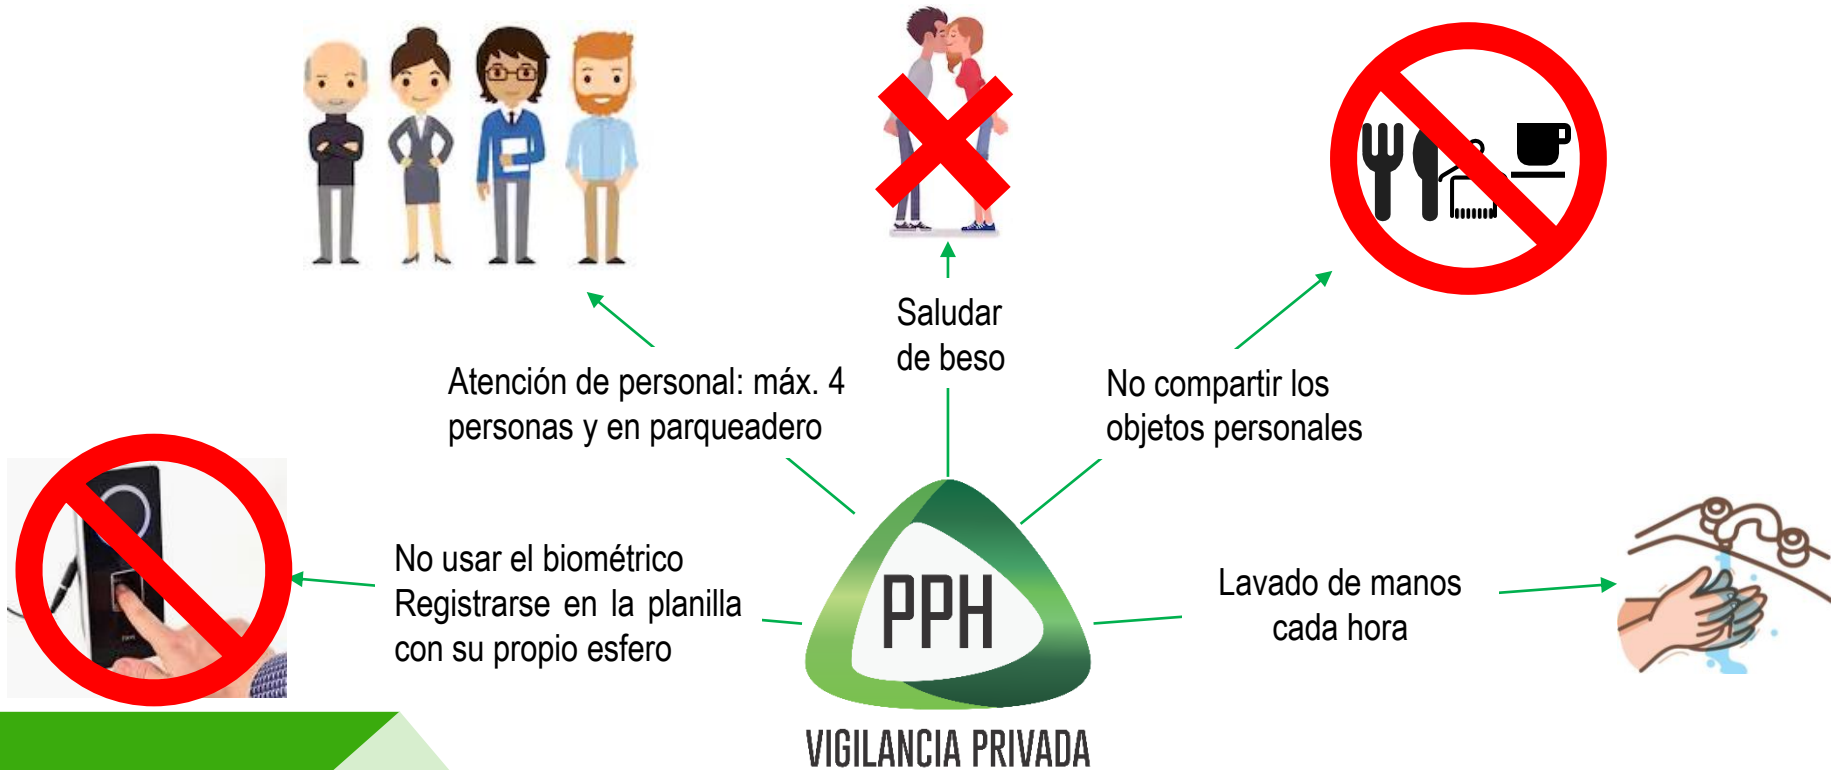 Saludar
de beso
Atención de personal: máx. 4
personas y en parqueadero
No compartir los
objetos personales
No usar el biométrico
Registrarse en la planilla
con su propio esfero
Lavado de manos
cada hora
PPH
VIGILANCIA PRIVADA